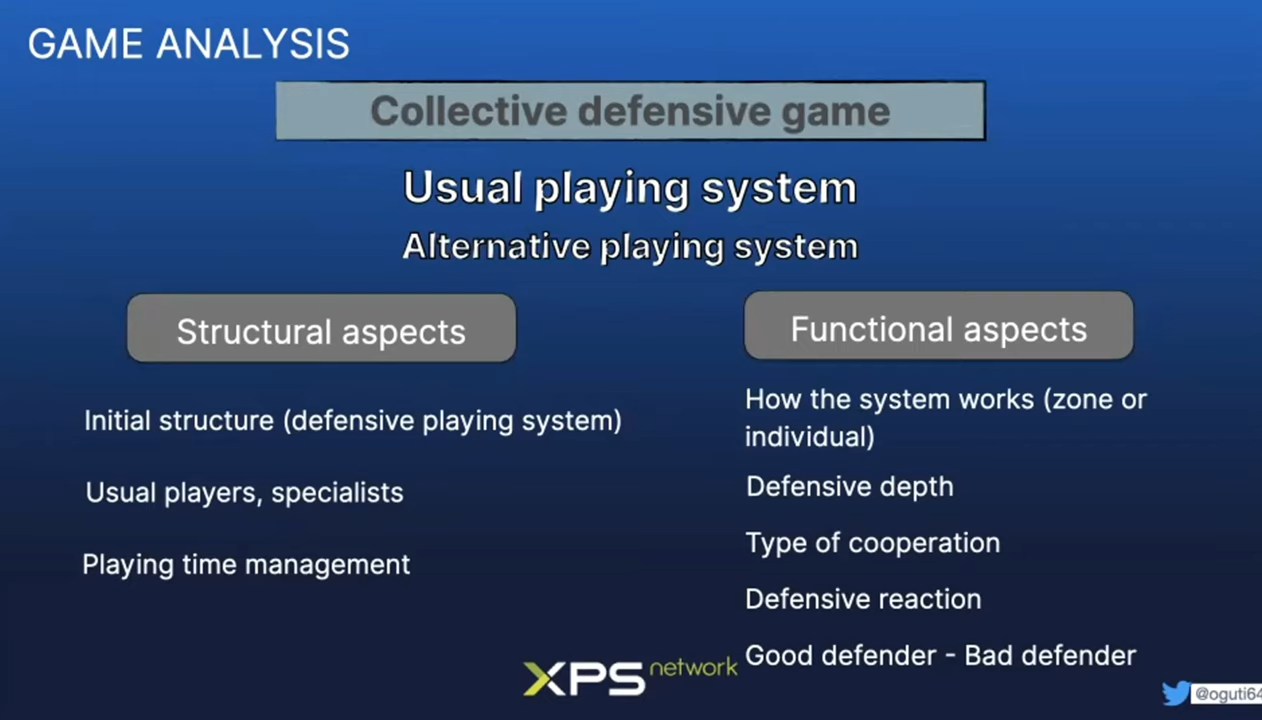 GAME ANALYSIS
Collective defensive game
Usual playing system
Alternative playing system
Structural aspects
Initial structure (defensive playing system)
Usual players, specialists
Playing time management
Functional aspects
How the system works (zone or
individual)
Defensive depth
Type of cooperation
Defensive reaction
Good defender - Bad defender
XPS network
@oguti64